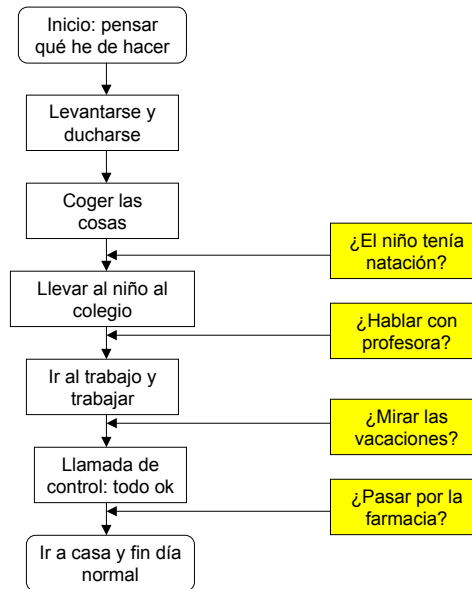 Inicio: pensar
qué he de hacer
Levantarse y
ducharse
Coger las
cosas
¿El niño tenía
natación?
Llevar al niño al
colegio
¿Hablar con
profesora?
Ir al trabajo y
trabajar
¿Mirar las
vacaciones?
Llamada de
control: todo ok
¿Pasar por la
farmacia?
Ir a casa y fin día
normal